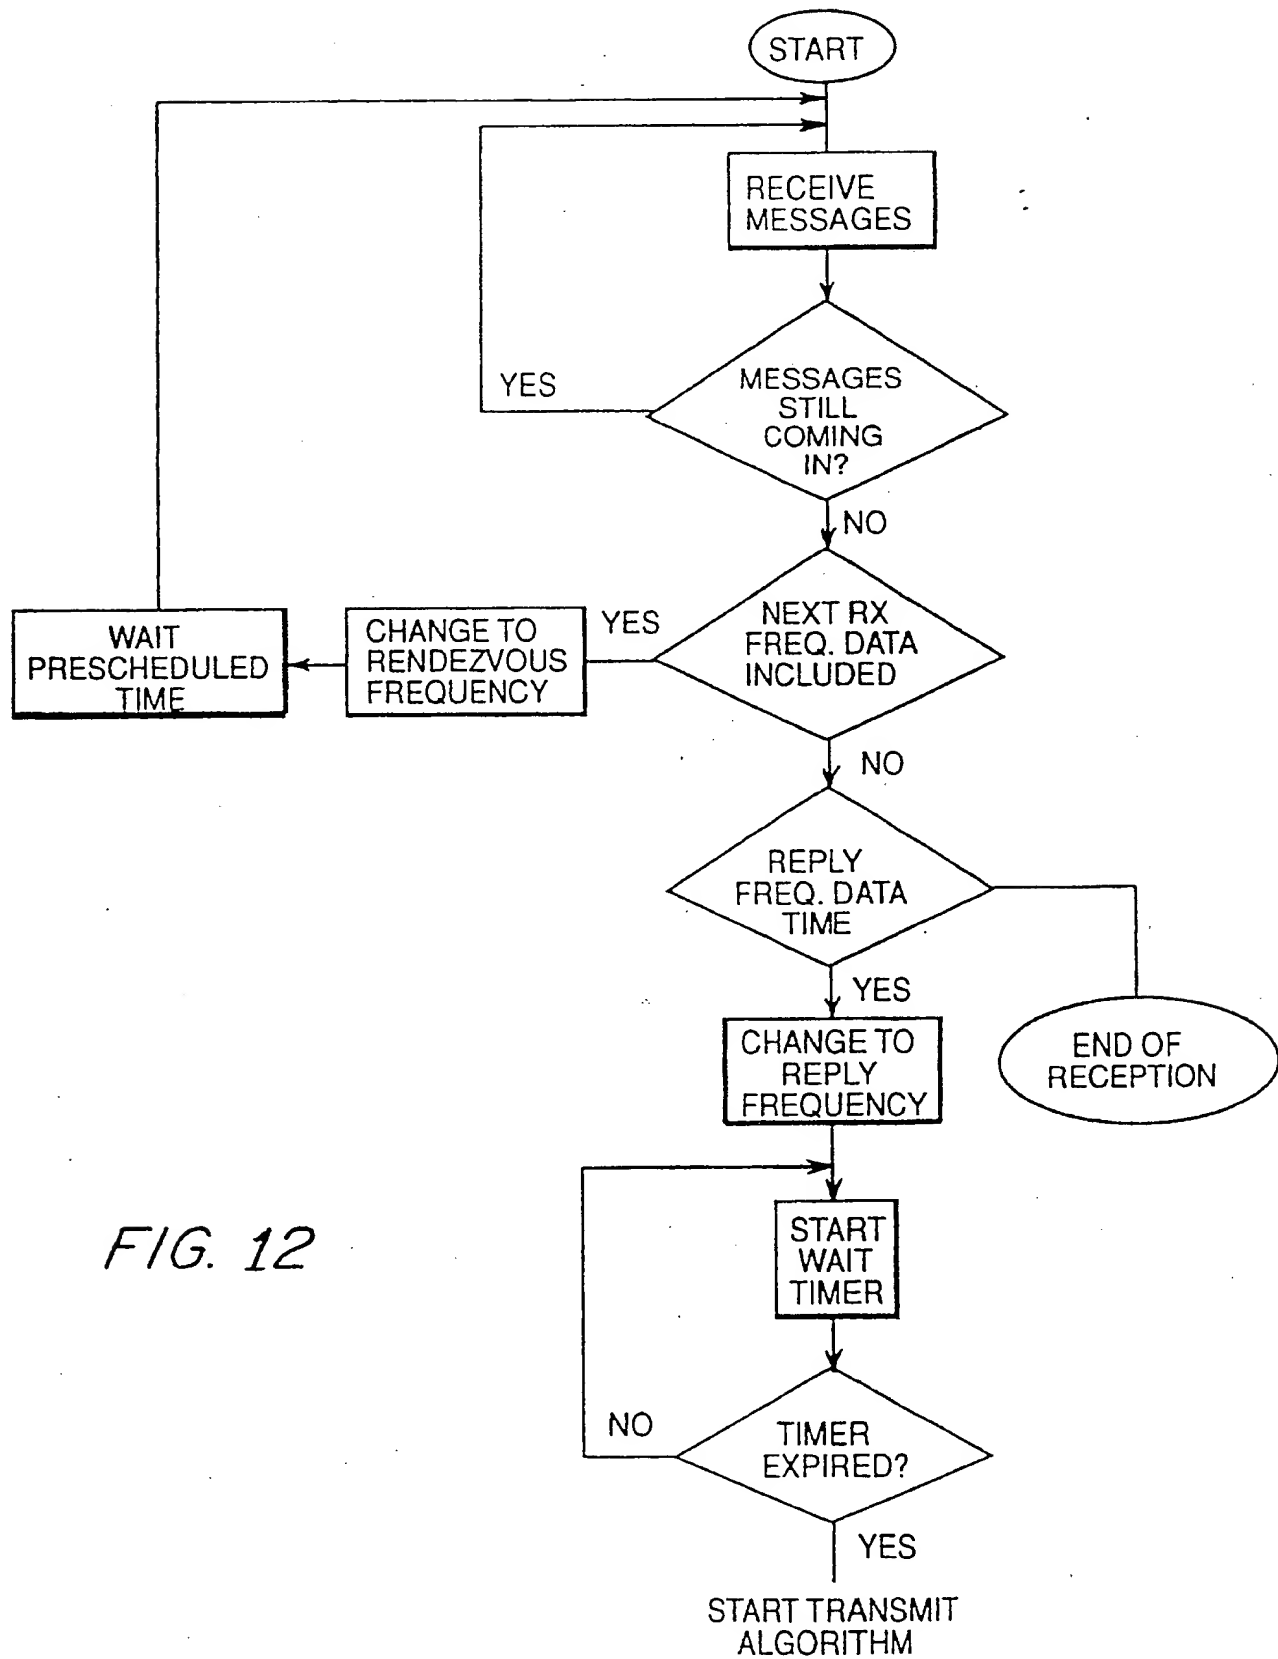 START
RECEIVE
MESSAGES
MESSAGES
STILL
COMING
IN?
YES
NO
NEXT RX
FREQ. DATA
INCLUDED
YES
CHANGE TO
RENDEZVOUS
FREQUENCY
WAIT
PRESCHEDULED
TIME
NO
REPLY
FREQ. DATA
TIME
YES
CHANGE TO
REPLY
FREQUENCY
END OF
RECEPTION
START
WAIT
TIMER
NO
TIMER
EXPIRED?
YES
START TRANSMIT
ALGORITHM
FIG. 12